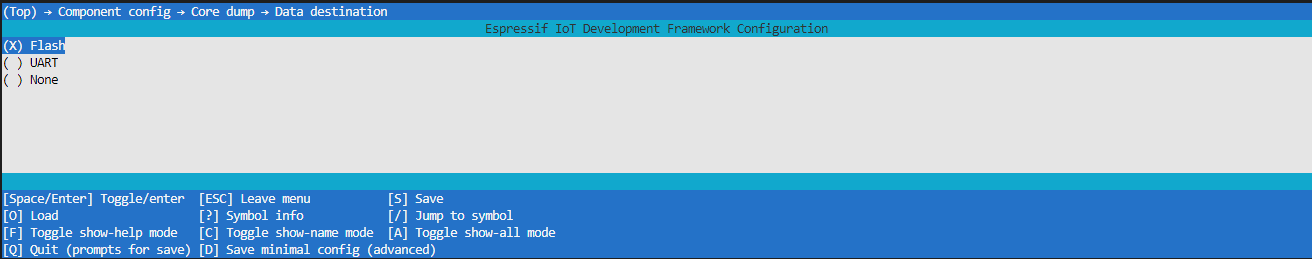 (Top) → Component config → Core dump → Data destination
Espressif IoT Development Framework Configuration
(X) Flash
( ) UART
( ) None
[Space/Enter] Toggle/enter  [ESC] Leave menu           [S] Save
[O] Load                    [?] Symbol info            [/] Jump to symbol
[F] Toggle show-help mode   [C] Toggle show-name mode  [A] Toggle show-all mode
[Q] Quit (prompts for save) [D] Save minimal config (advanced)